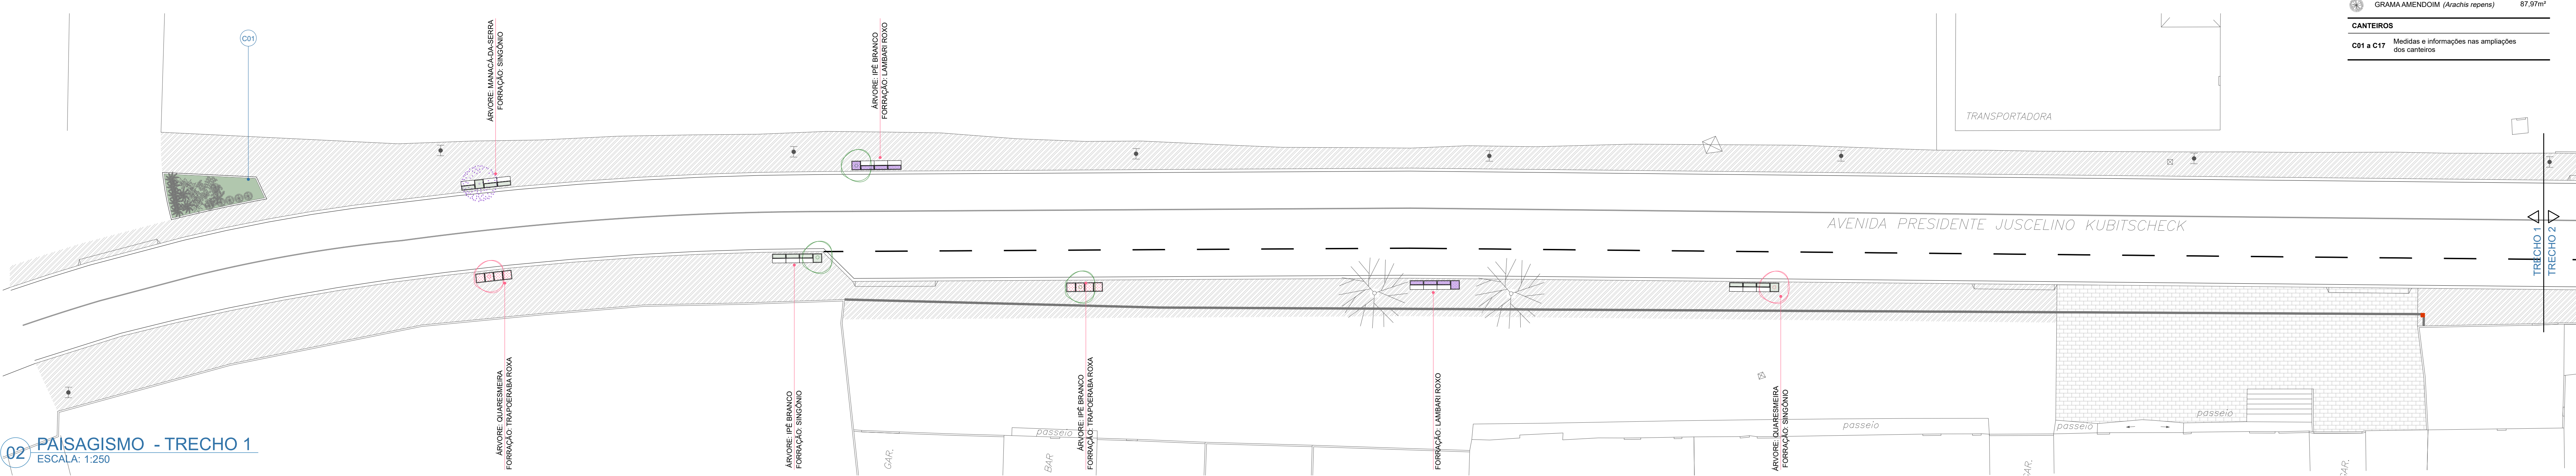 GRAMA AMENDOIM (Arachis repens) 87,97m²
CANTEIROS
C01 a C17 Medidas e informações nas ampliações
dos canteiros
C01
ÁRVORE: MANACÁ-DA-SERRA
FORRAÇÃO: SINGÔNIO
ÁRVORE: IPÊ BRANCO
FORRAÇÃO: LAMBARI ROXO
TRANSPORTADORA
AVENIDA PRESIDENTE JUSCELINO KUBITSCHECK
TRECHO 1
TRECHO 2
ÁRVORE: QUARESMEIRA
FORRAÇÃO: TRAPOERABA ROXA
ÁRVORE: IPÊ BRANCO
FORRAÇÃO: SINGÔNIO
ÁRVORE: IPÊ BRANCO
FORRAÇÃO: TRAPOERABA ROXA
FORRAÇÃO: LAMBARI ROXO
ÁRVORE: QUARESMEIRA
FORRAÇÃO: SINGÔNIO
passeio
passeio
passeio
passeio
GAR.
BAR
GAR.
GAR.
02 PAISAGISMO - TRECHO 1
ESCALA: 1:250